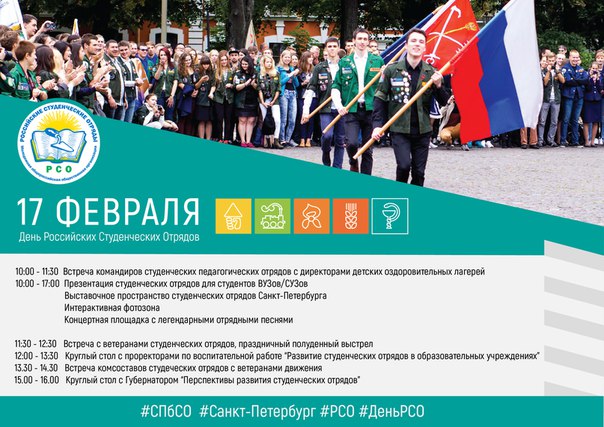 РОССИЙСКИЕ СТУДЕНЧЕСКИЕ ОТРЯДЫ
РСО
17 ФЕВРАЛЯ
День Российских Студенческих Отрядов
10:00 - 11:30 Встреча командиров студенческих педагогических отрядов с директорами детских оздоровительных лагерей
10:00 - 17:00 Презентация студенческих отрядов для студентов ВУЗов/СУЗов
Выставочное пространство студенческих отрядов Санкт-Петербурга
Интерактивная фотозона
Концертная площадка с легендарными отрядными песнями
11:30 - 12:30 Встреча с ветеранами студенческих отрядов, праздничный полуденный выстрел
12:00 - 13:30 Круглый стол с проректорами по воспитательной работе "Развитие студенческих отрядов в образовательных учреждениях"
13.30 - 14.30 Встреча комсоставов студенческих отрядов с ветеранами движения
15.00 - 16.00 Круглый стол с Губернатором "Перспективы развития студенческих отрядов"
#СПбСО #Санкт-Петербург #РСО #ДеньРСО